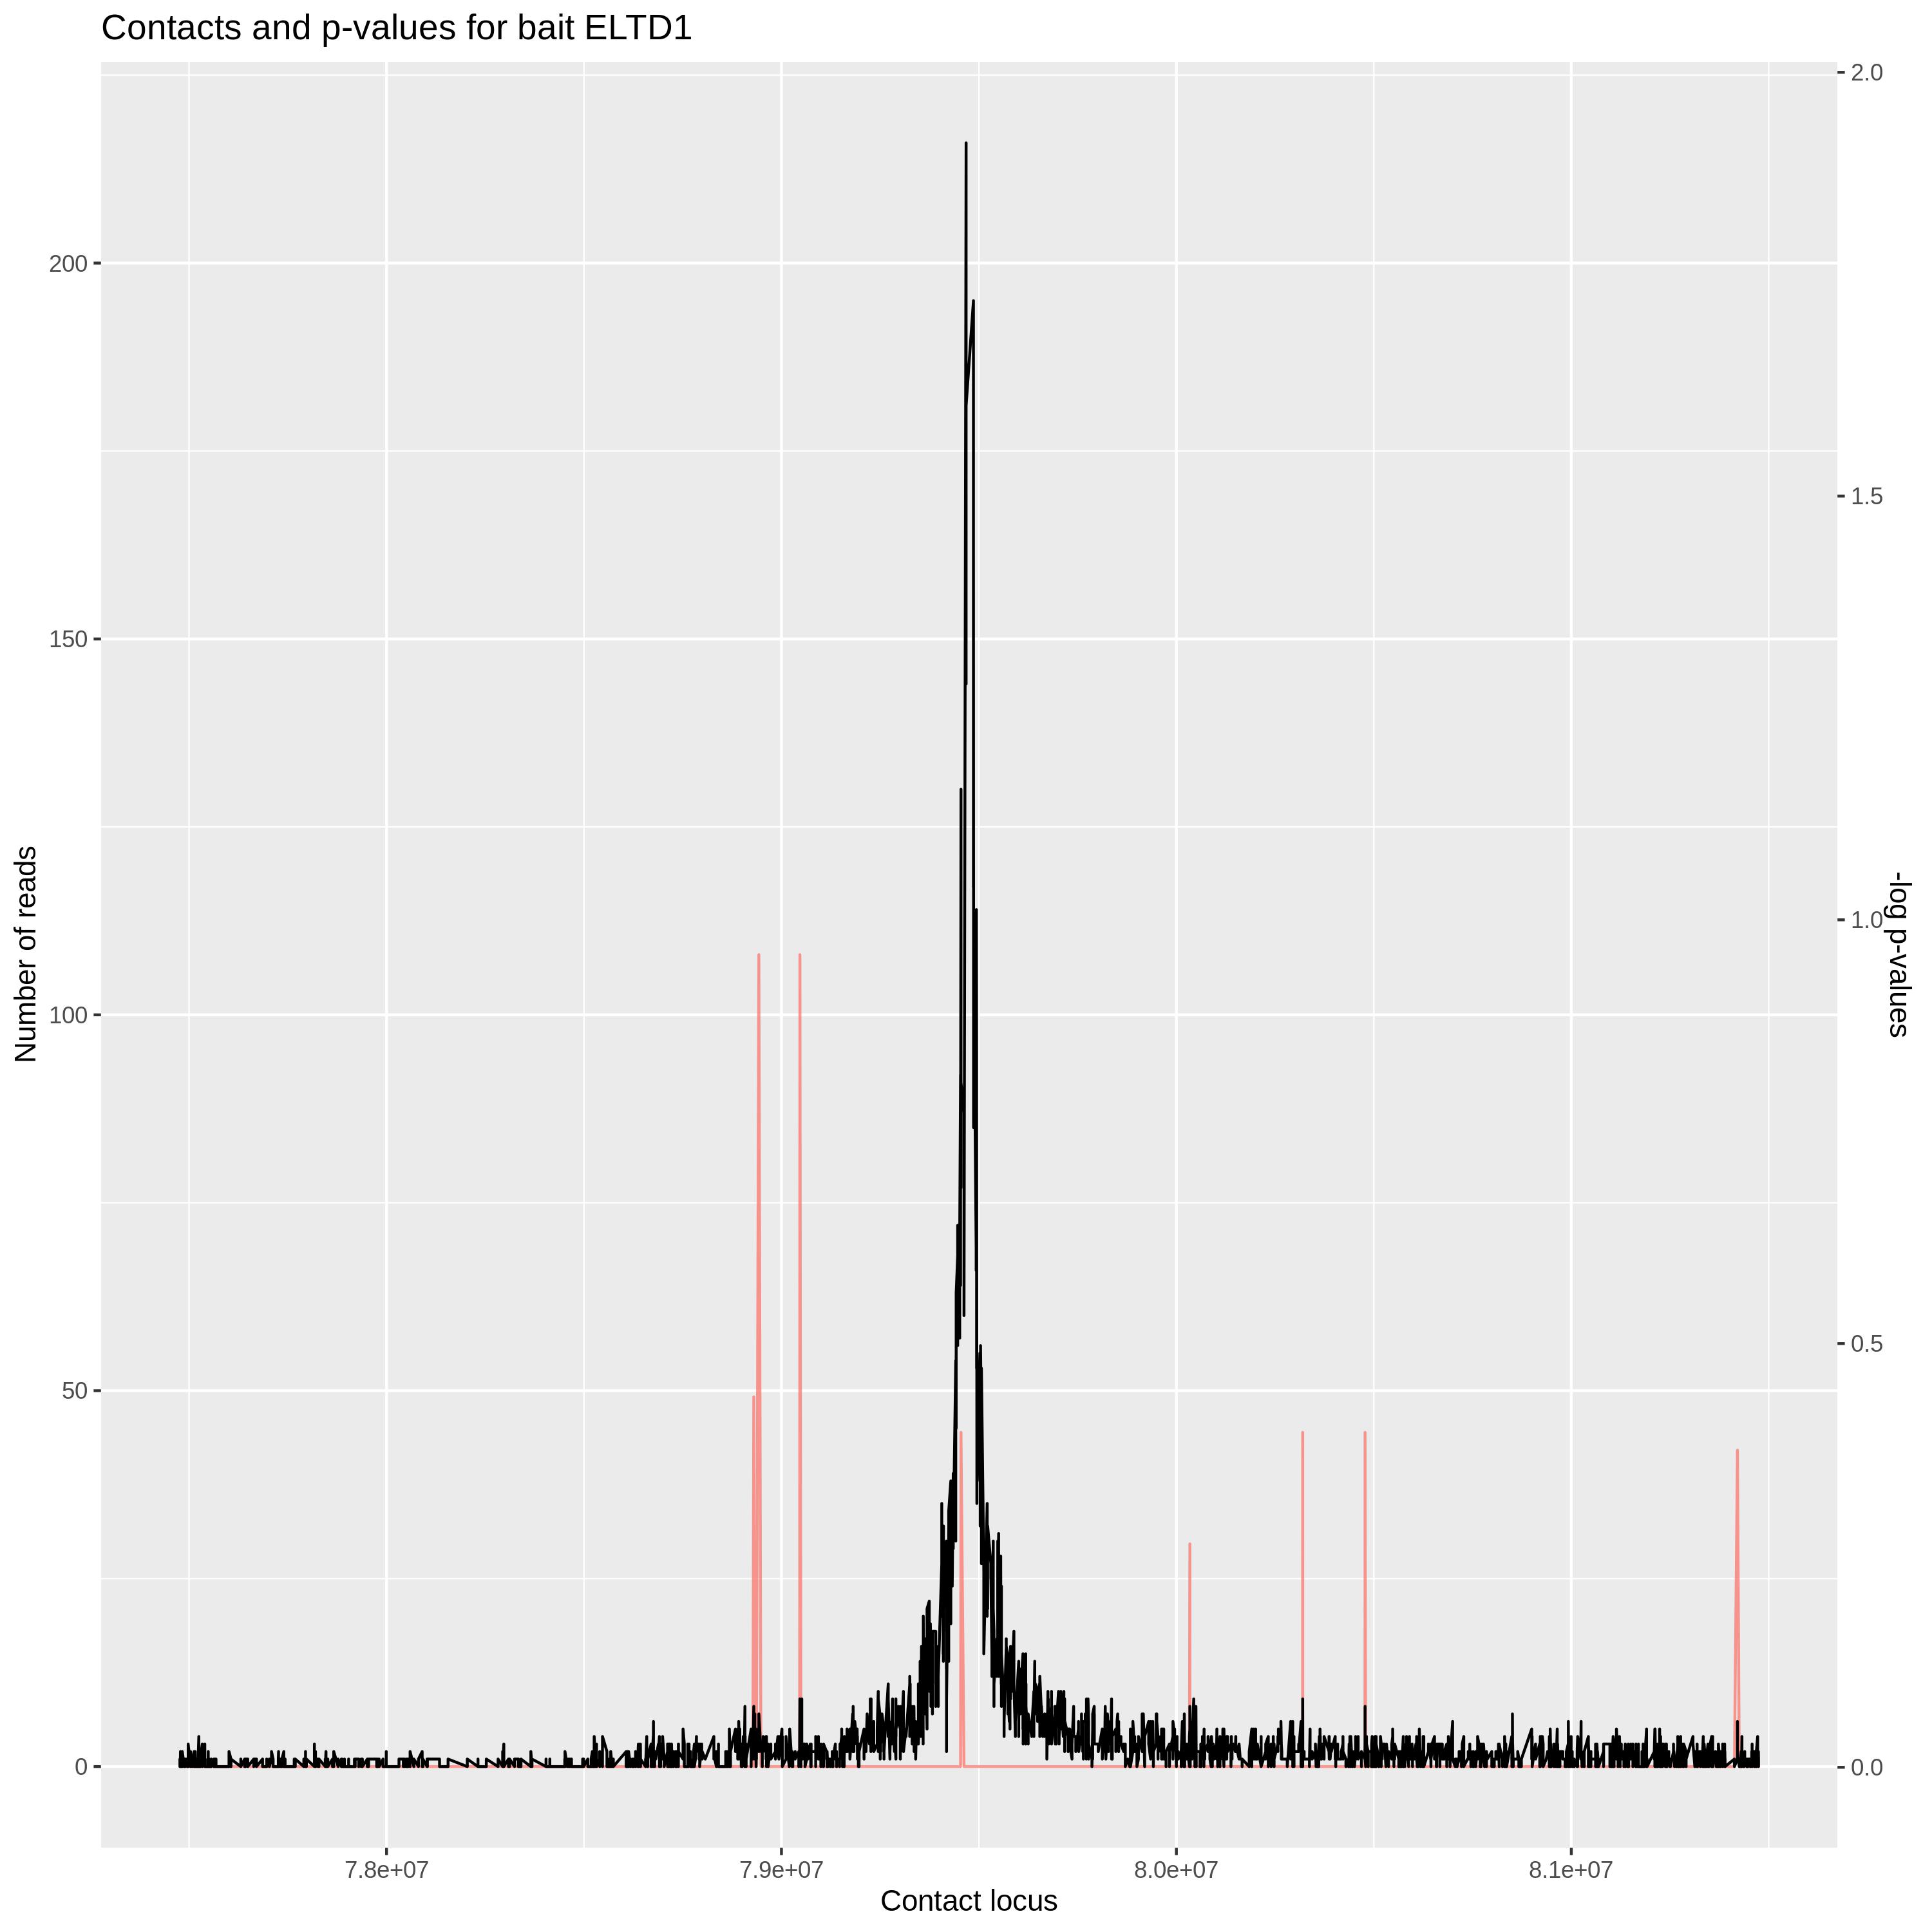 Contacts and p-values for bait ELTD1
Number of reads
200
150
100
50
0
2.0
1.5
1.0
0.5
0.0
-log p-values
7.8e+07
7.9e+07
8.0e+07
8.1e+07
Contact locus